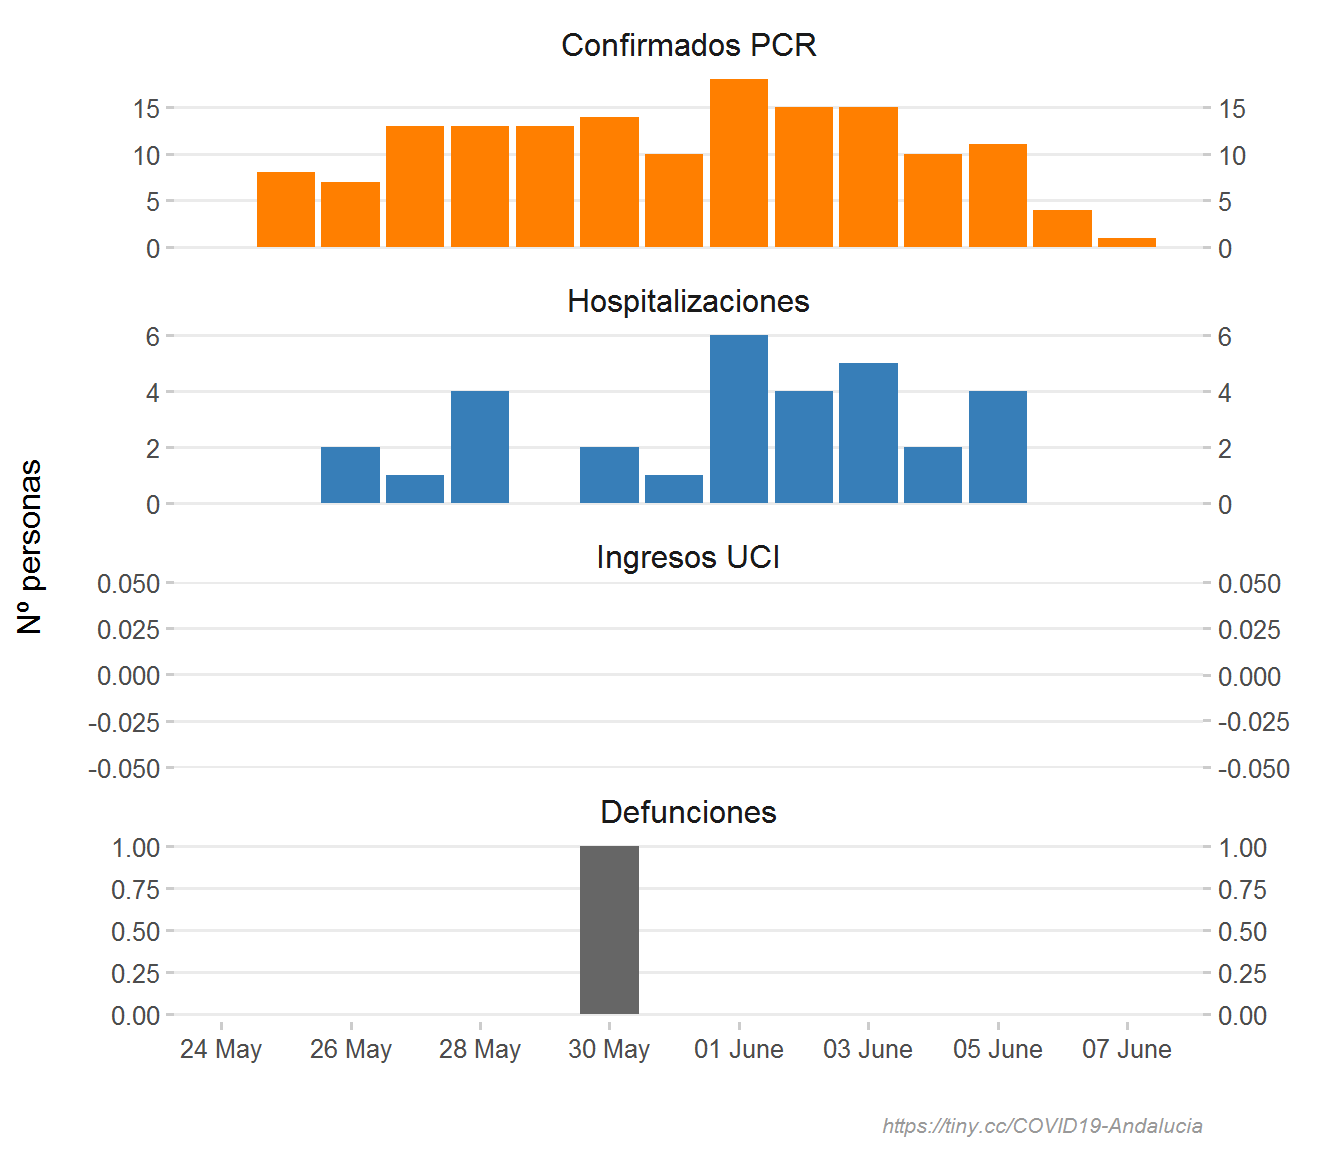 Confirmados PCR
15 15
10 10
5 5
0 0
Hospitalizaciones
6 6
4 4
2 2
0 0
Nº personas
Ingresos UCI
0.050 0.050
0.025 0.025
0.000 0.000
-0.025 -0.025
-0.050 -0.050
Defunciones
1.00 1.00
0.75 0.75
0.50 0.50
0.25 0.25
0.00 0.00
24 May 26 May 28 May 30 May 01 June 03 June 05 June 07 June
https://tiny.cc/COVID19-Andalucia